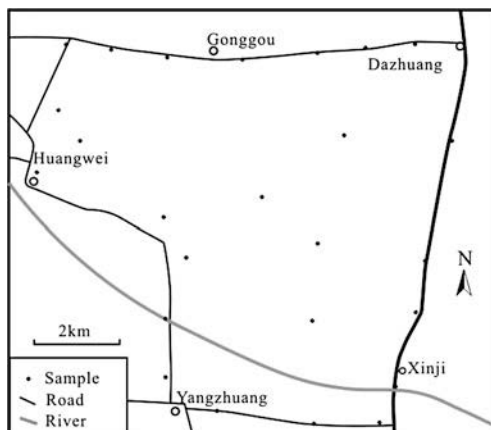 Gonggou
Dazhuang
Huangwei
N
2km
Xinji
Sample
Road
River
Yangzhuang